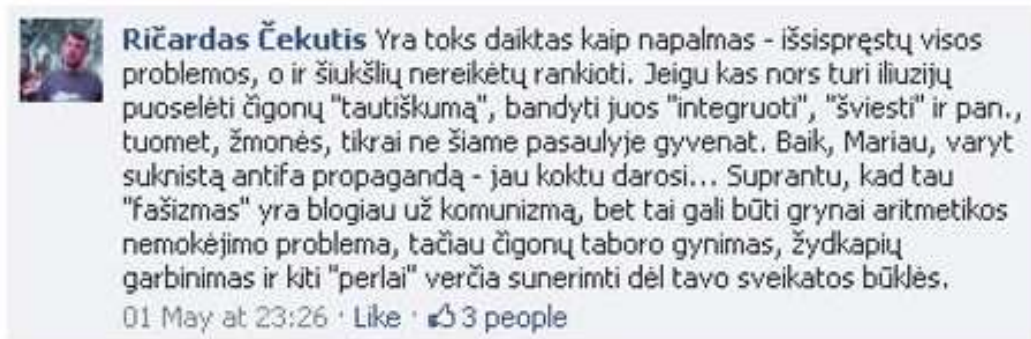 Ričardas Čekutis Yra toks daiktas kaip napalmas - išsispręstų visos
problemos, o ir šiukšlių nereikėtų rankioti. Jeigu kas nors turi iliuzijų
puoselėti čigonų "tautiškumą", bandyti juos "integruoti", "šviesti" ir pan.,
tuomet, žmonės, tikrai ne šiame pasaulyje gyvenat. Baik, Mariau, varyt
suknistą antifa propagandą - jau koktu darosi... Suprantu, kad tau
"fašizmas" yra blogiau už komunizmą, bet tai gali būti grynai aritmetikos
nemokėjimo problema, tačiau čigonų taboro gynimas, žydkapių
garbinimas ir kiti "perlai" verčia sunerimti dėl tavo sveikatos būklės.
01 May at 23:26 · Like · 3 people